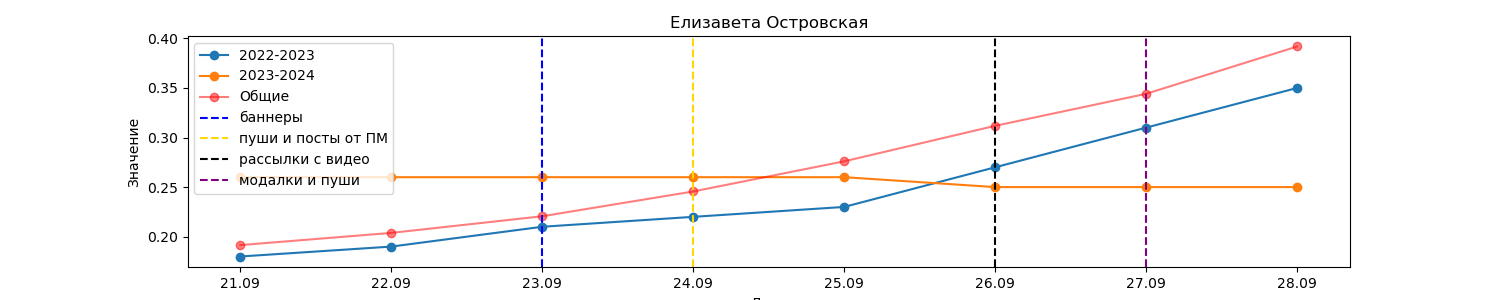 Елизавета Островская
Значение
0.40
0.35
0.30
0.25
0.20
2022-2023
2023-2024
Общие
баннеры
пуши и посты от ПМ
рассылки с видео
модалки и пуши
21.09 22.09 23.09 24.09 25.09 26.09 27.09 28.09